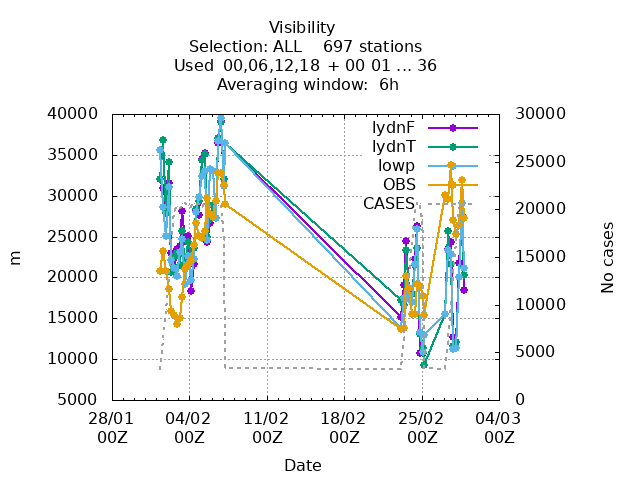 Visibility
Selection: ALL    697 stations
Used  00,06,12,18  + 00 01 ... 36
Averaging window:  6h
40000
35000
30000
25000
20000
15000
10000
5000
m
30000
25000
20000
15000
10000
5000
0
No cases
lydnF
lydnT
lowp
OBS
CASES
28/01 04/02 11/02 18/02 25/02 04/03
00Z 00Z 00Z 00Z 00Z 00Z
Date